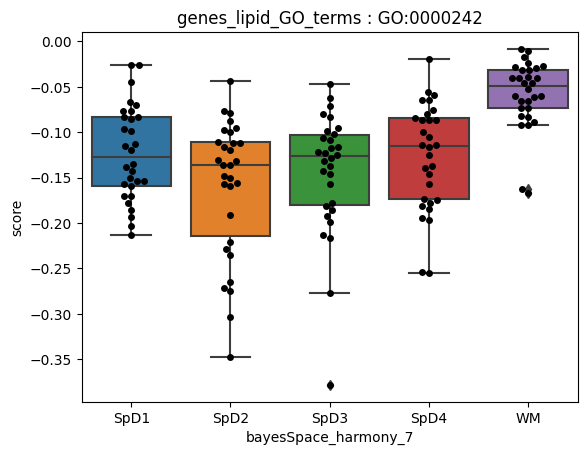 genes_lipid_GO_terms : GO:0000242
0.00
−0.05
−0.10
−0.15
−0.20
−0.25
−0.30
−0.35
score
SpD1 SpD2 SpD3 SpD4 WM
bayesSpace_harmony_7